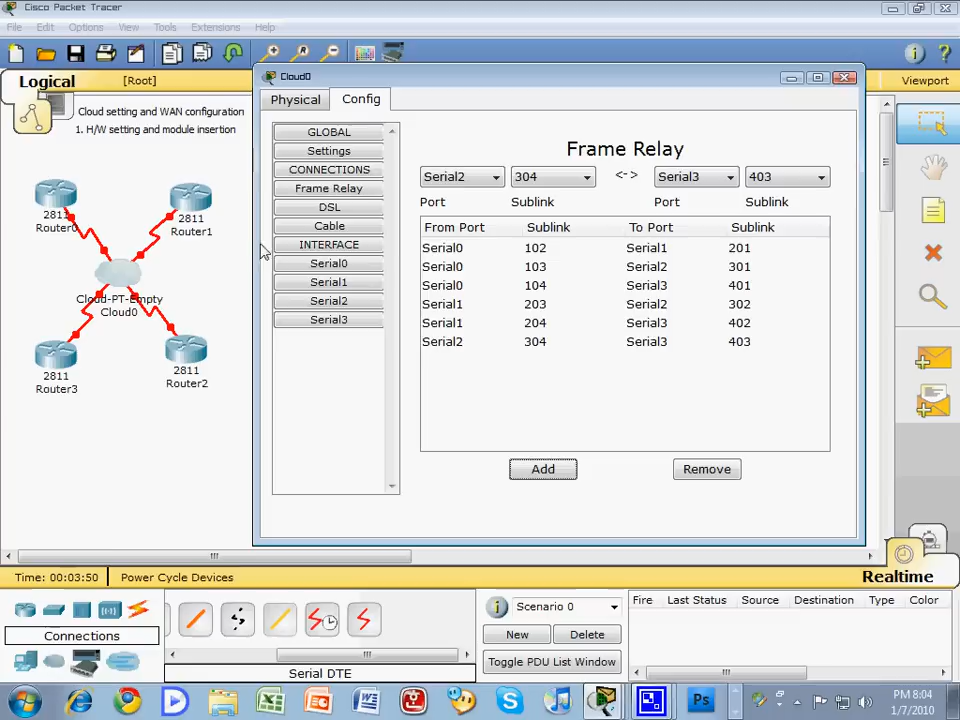 Cisco Packet Tracer
File Edit Options View Tools Extensions Help
Logical [Root] Viewport
Cloud setting and WAN configuration
1. H/W setting and module insertion
2811
Router0
2811
Router1
Cloud-PT-Empty
Cloud0
2811
Router3
2811
Router2
Cloud0
Physical Config
GLOBAL
Settings
CONNECTIONS
Frame Relay
DSL
Cable
INTERFACE
Serial0
Serial1
Serial2
Serial3
Frame Relay
Serial2 304 <-> Serial3 403
Port Sublink Port Sublink
From Port Sublink To Port Sublink
Serial0 102 Serial1 201
Serial0 103 Serial2 301
Serial0 104 Serial3 401
Serial1 203 Serial2 302
Serial1 204 Serial3 402
Serial2 304 Serial3 403
Add Remove
Time: 00:03:50 Power Cycle Devices Realtime
Connections
Serial DTE
Scenario 0
New Delete
Toggle PDU List Window
Fire Last Status Source Destination Type Color
PM 8:04
1/7/2010